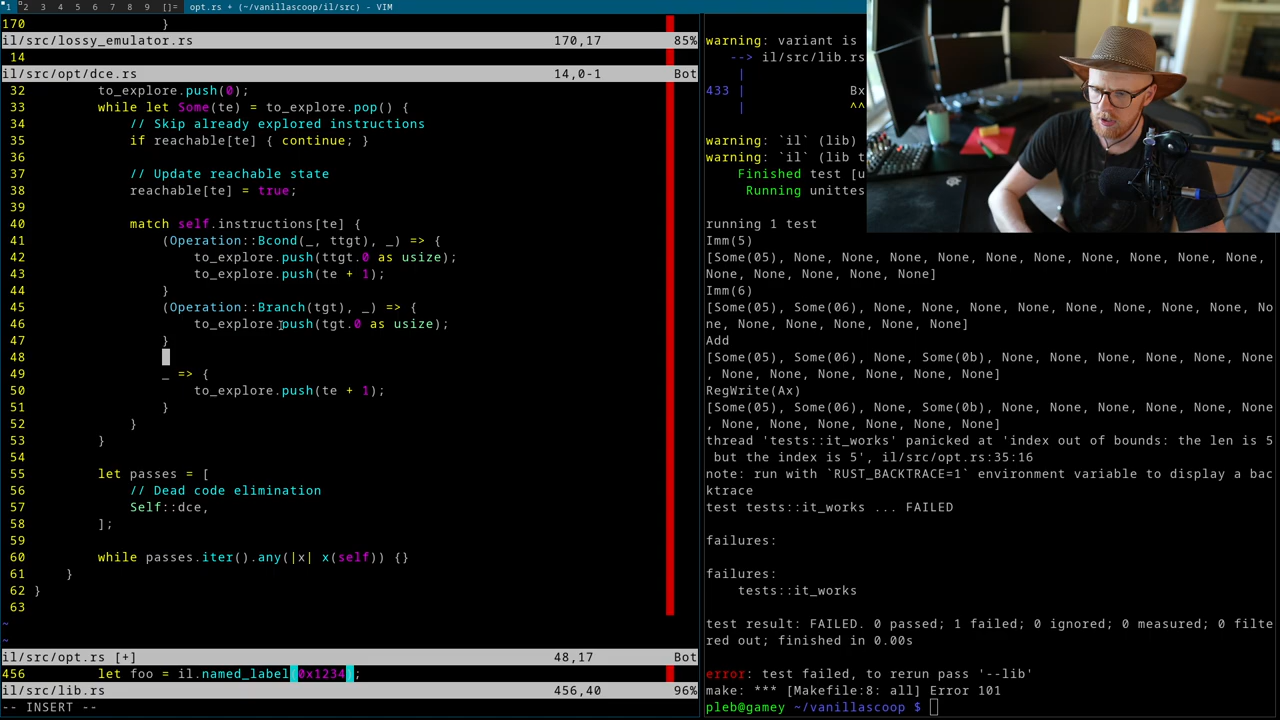 1 2 3 4 5 6 7 8 9 []= opt.rs + (~/vanillascoop/il/src) - VIM
170 }
il/src/lossy_emulator.rs 170,17 85%
14
il/src/opt/dce.rs 14,0-1 Bot
32 to_explore.push(0);
33 while let Some(te) = to_explore.pop() {
34 // Skip already explored instructions
35 if reachable[te] { continue; }
36
37 // Update reachable state
38 reachable[te] = true;
39
40 match self.instructions[te] {
41 (Operation::Bcond(_, ttgt), _) => {
42 to_explore.push(ttgt.0 as usize);
43 to_explore.push(te + 1);
44 }
45 (Operation::Branch(tgt), _) => {
46 to_explore.push(tgt.0 as usize);
47 }
48
49 _ => {
50 to_explore.push(te + 1);
51 }
52 }
53 }
54
55 let passes = [
56 // Dead code elimination
57 Self::dce,
58 ];
59
60 while passes.iter().any(|x| x(self)) {}
61 }
62 }
63
~
~
il/src/opt.rs [+] 48,17 Bot
456 let foo = il.named_label(0x1234);
il/src/lib.rs 456,40 96%
-- INSERT --
warning: variant is
--> il/src/lib.rs
|
433 | Bx
| ^^
warning: `il` (lib)
warning: `il` (lib t
Finished test [u
Running unittes
running 1 test
Imm(5)
[Some(05), None, None, None, None, None, None, None, None, None,
None, None, None, None, None]
Imm(6)
[Some(05), Some(06), None, None, None, None, None, None, None, No
ne, None, None, None, None, None]
Add
[Some(05), Some(06), None, Some(0b), None, None, None, None, None
, None, None, None, None, None]
RegWrite(Ax)
[Some(05), Some(06), None, Some(0b), None, None, None, None, None
, None, None, None, None, None]
thread 'tests::it_works' panicked at 'index out of bounds: the len is 5
but the index is 5', il/src/opt.rs:35:16
note: run with `RUST_BACKTRACE=1` environment variable to display a bac
ktrace
test tests::it_works ... FAILED
failures:
failures:
tests::it_works
test result: FAILED. 0 passed; 1 failed; 0 ignored; 0 measured; 0 filte
red out; finished in 0.00s
error: test failed, to rerun pass '--lib'
make: *** [Makefile:8: all] Error 101
pleb@gamey ~/vanillascoop $